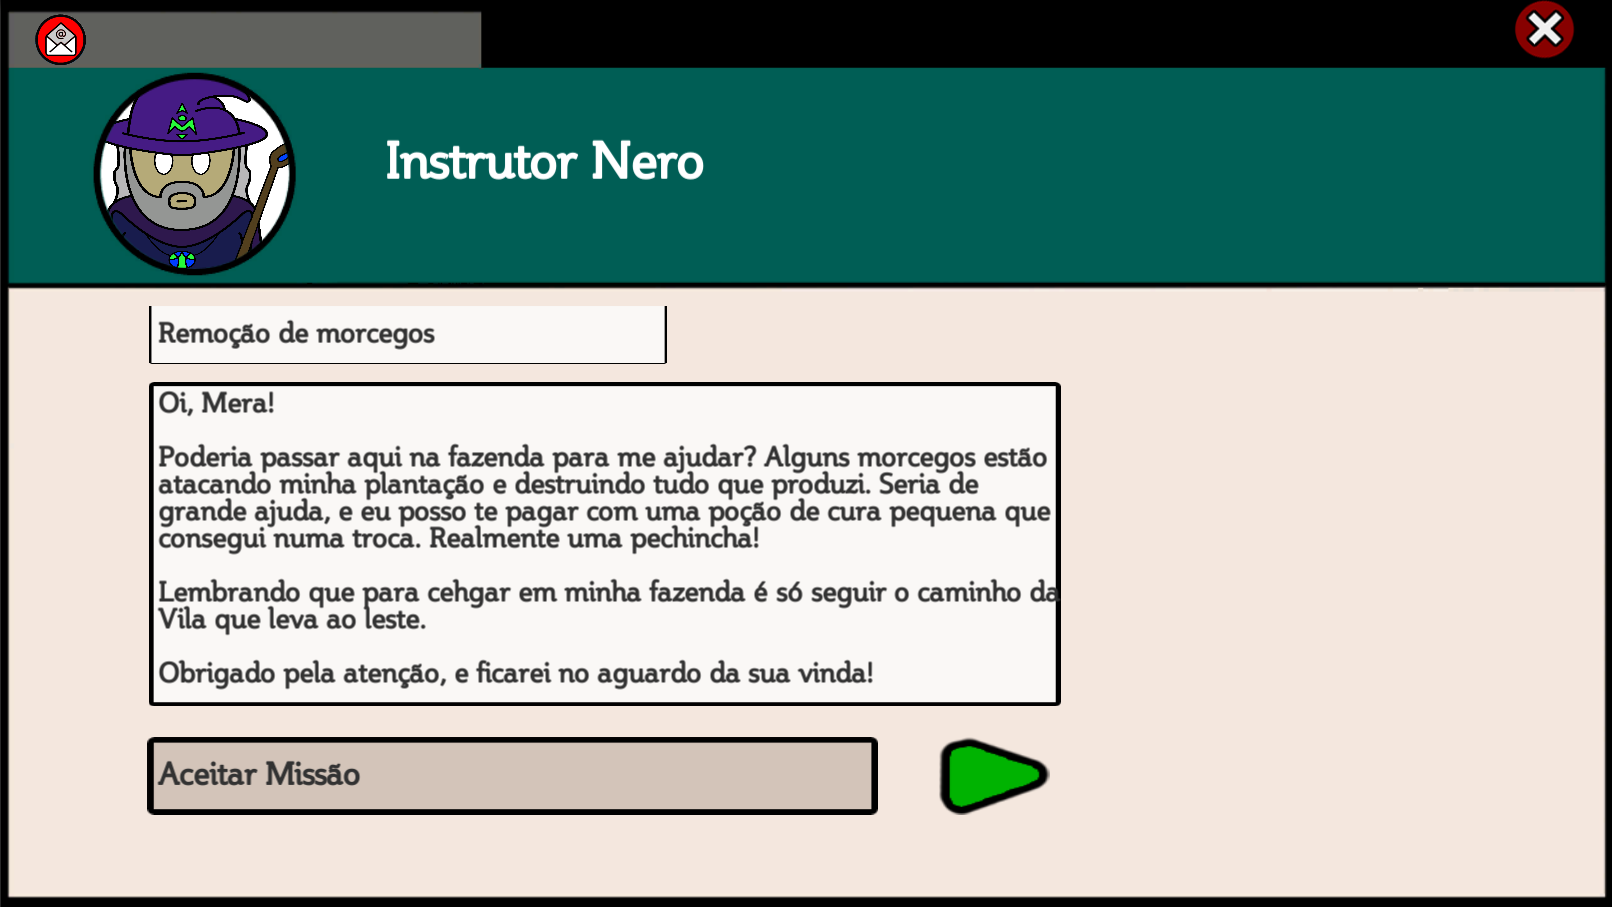 @
Instrutor Nero
Remoção de morcegos
Oi, Mera!
Poderia passar aqui na fazenda para me ajudar? Alguns morcegos estão
atacando minha plantação e destruindo tudo que produzi. Seria de
grande ajuda, e eu posso te pagar com uma poção de cura pequena que
consegui numa troca. Realmente uma pechincha!
Lembrando que para cehgar em minha fazenda é só seguir o caminho da
Vila que leva ao leste.
Obrigado pela atenção, e ficarei no aguardo da sua vinda!
Aceitar Missão